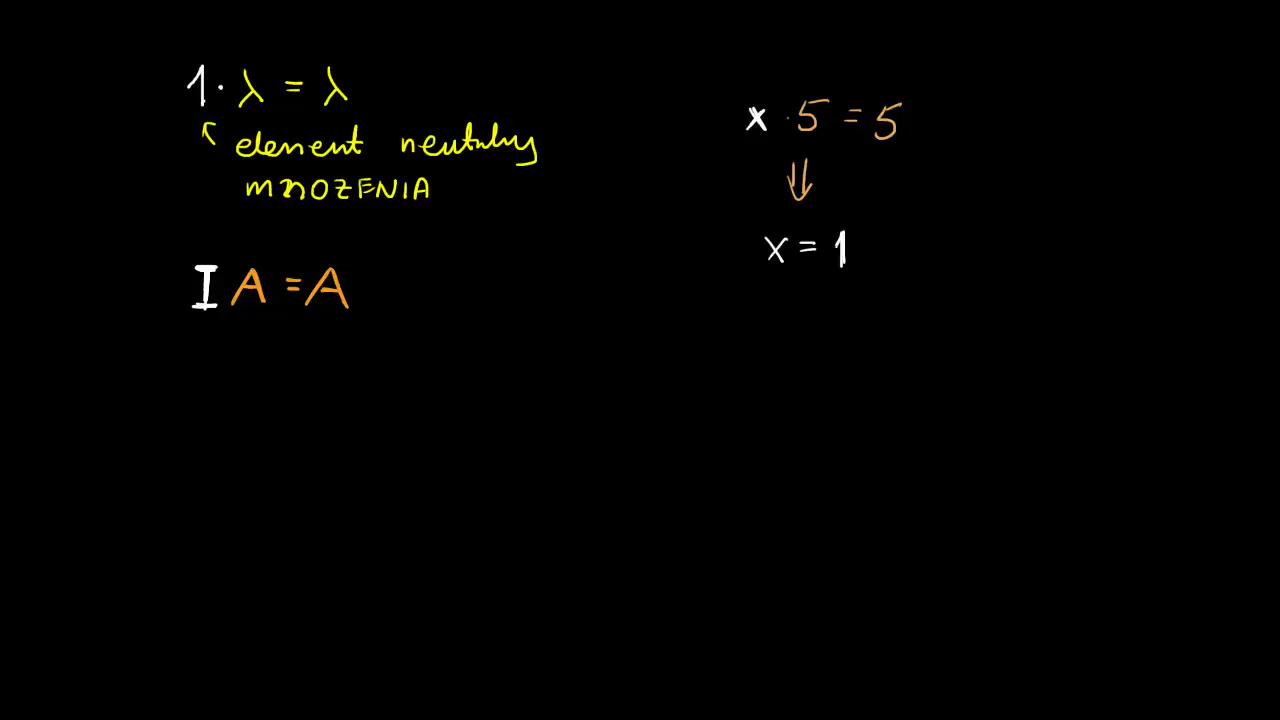 1 · λ = λ
element neutralny
MNOZENIA
I A = A
x · 5 = 5
⇓
x = 1